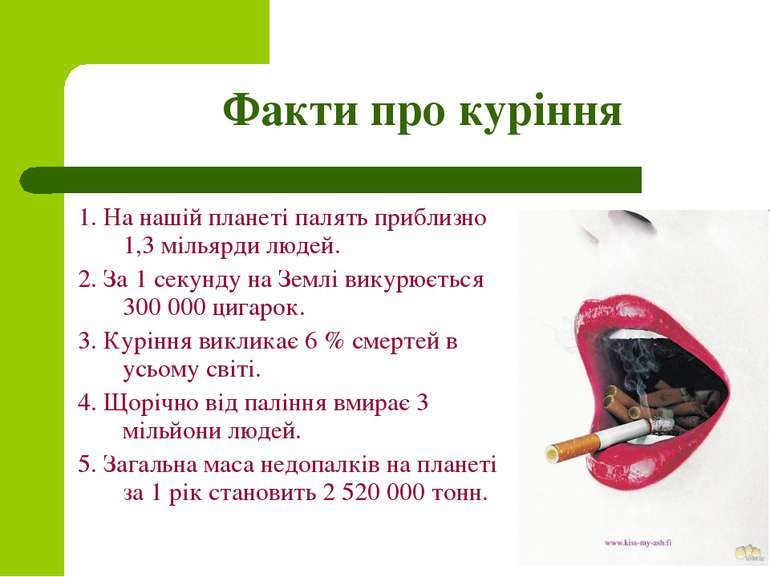 Факти про куріння
1. На нашій планеті палять приблизно
1,3 мільярди людей.
2. За 1 секунду на Землі викурюється
300 000 цигарок.
3. Куріння викликає 6 % смертей в
усьому світі.
4. Щорічно від паління вмирає 3
мільйони людей.
5. Загальна маса недопалків на планеті
за 1 рік становить 2 520 000 тонн.
www.kiss-my-ash.fi